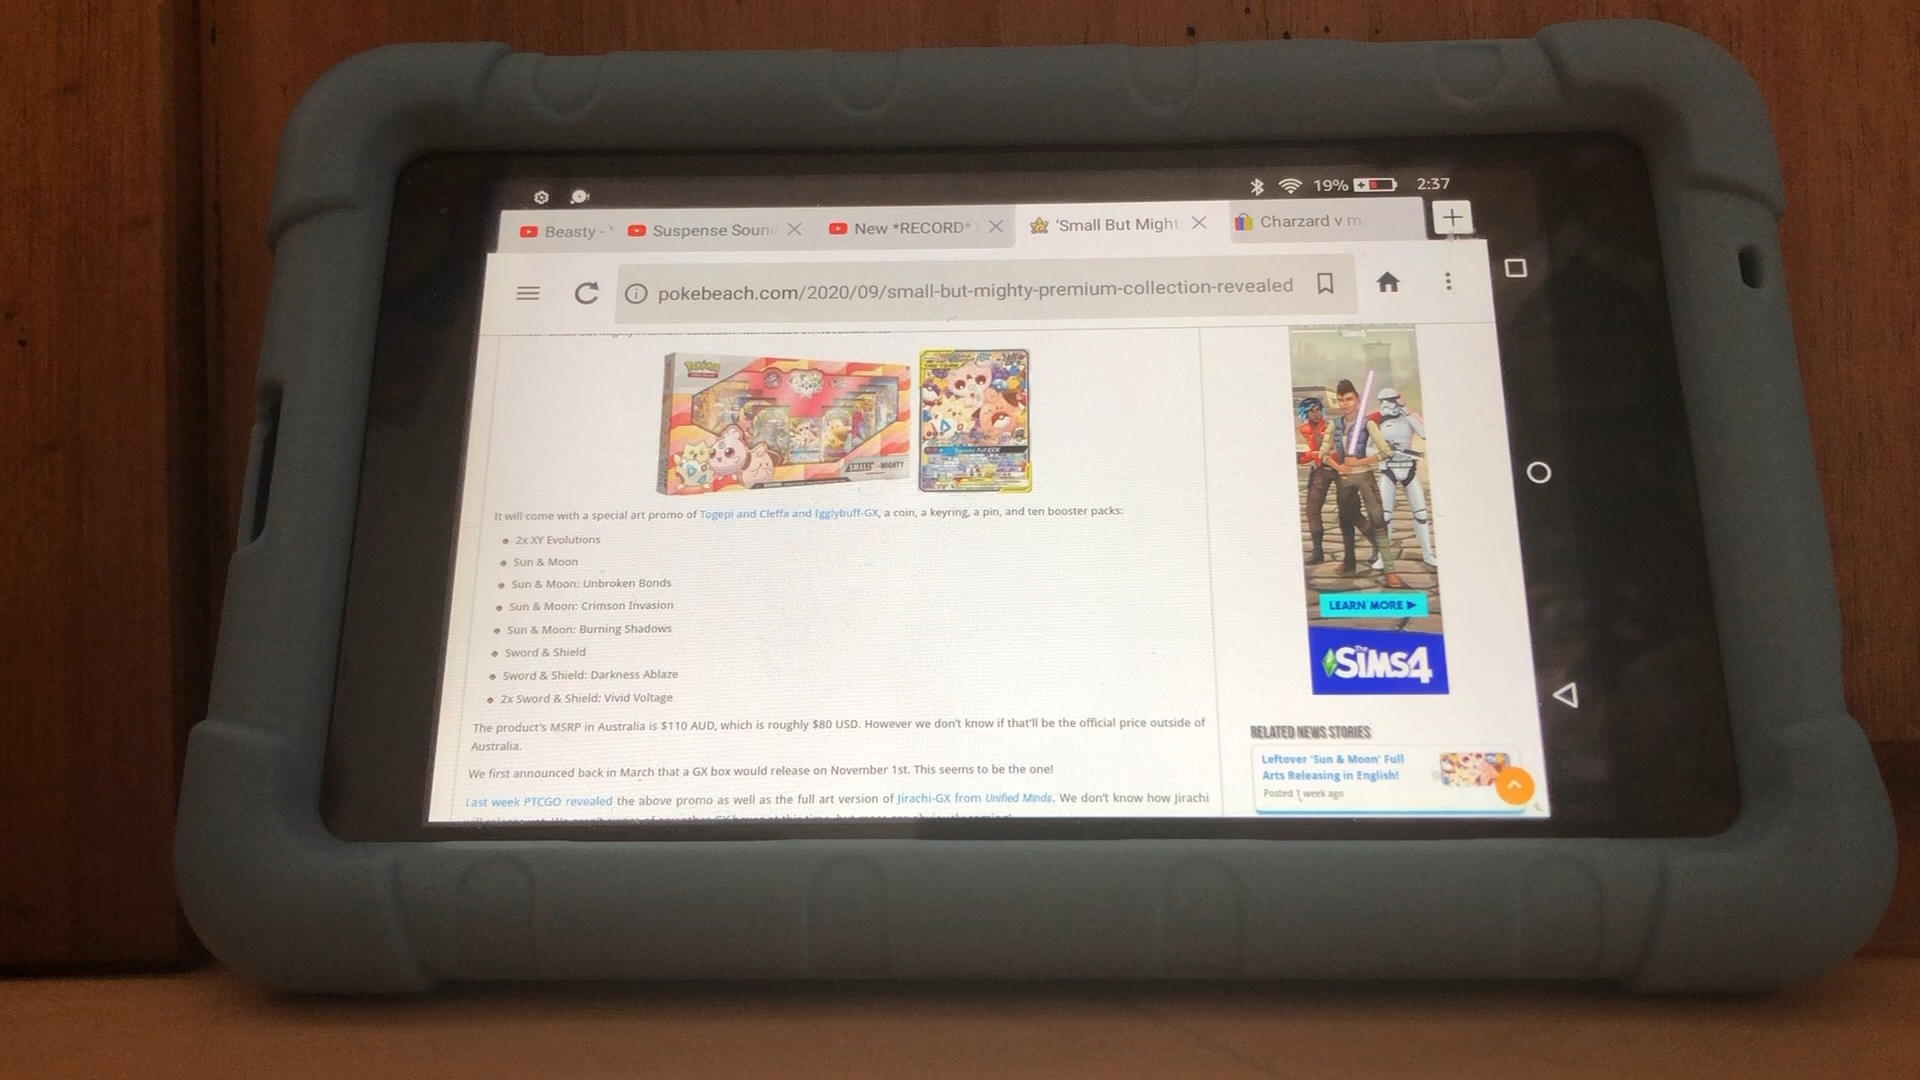 19% 2:37
Beasty -
Suspense Soun
New *RECORD*
'Small But Might
Charzard v m
pokebeach.com/2020/09/small-but-mighty-premium-collection-revealed
POKéMON
SMALL BUT MIGHTY
It will come with a special art promo of Togepi and Cleffa and Igglybuff-GX, a coin, a keyring, a pin, and ten booster packs:
2x XY Evolutions
Sun & Moon
Sun & Moon: Unbroken Bonds
Sun & Moon: Crimson Invasion
Sun & Moon: Burning Shadows
Sword & Shield
Sword & Shield: Darkness Ablaze
2x Sword & Shield: Vivid Voltage
The product's MSRP in Australia is $110 AUD, which is roughly $80 USD. However we don't know if that'll be the official price outside of
Australia.
We first announced back in March that a GX box would release on November 1st. This seems to be the one!
Last week PTCGO revealed the above promo as well as the full art version of Jirachi-GX from Unified Minds. We don't know how Jirachi
LEARN MORE
The SIMS4
RELATED NEWS STORIES
Leftover 'Sun & Moon' Full
Arts Releasing in English!
Posted 1 week ago